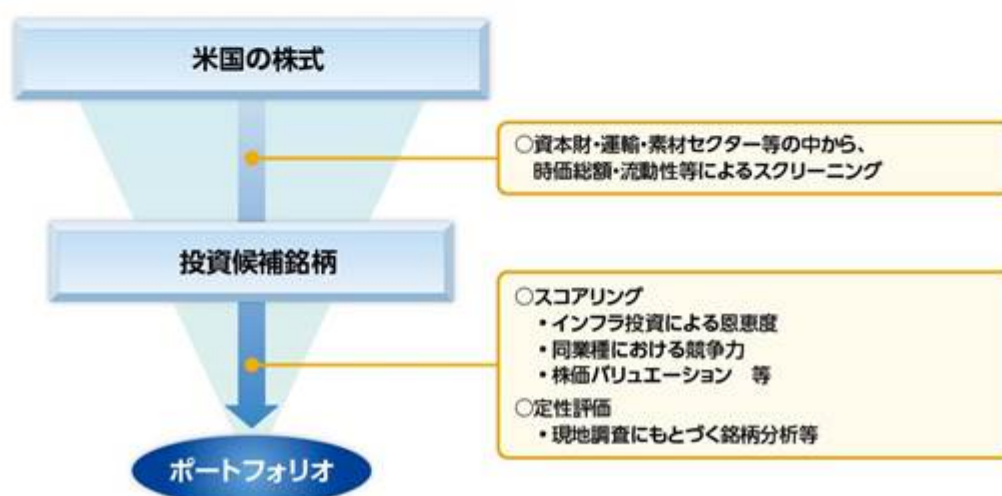 米国の株式
○資本財・運輸・素材セクター等の中から、
時価総額・流動性等によるスクリーニング
投資候補銘柄
○スコアリング
・インフラ投資による恩恵度
・同業種における競争力
・株価バリュエーション 等
○定性評価
・現地調査にもとづく銘柄分析等
ポートフォリオ